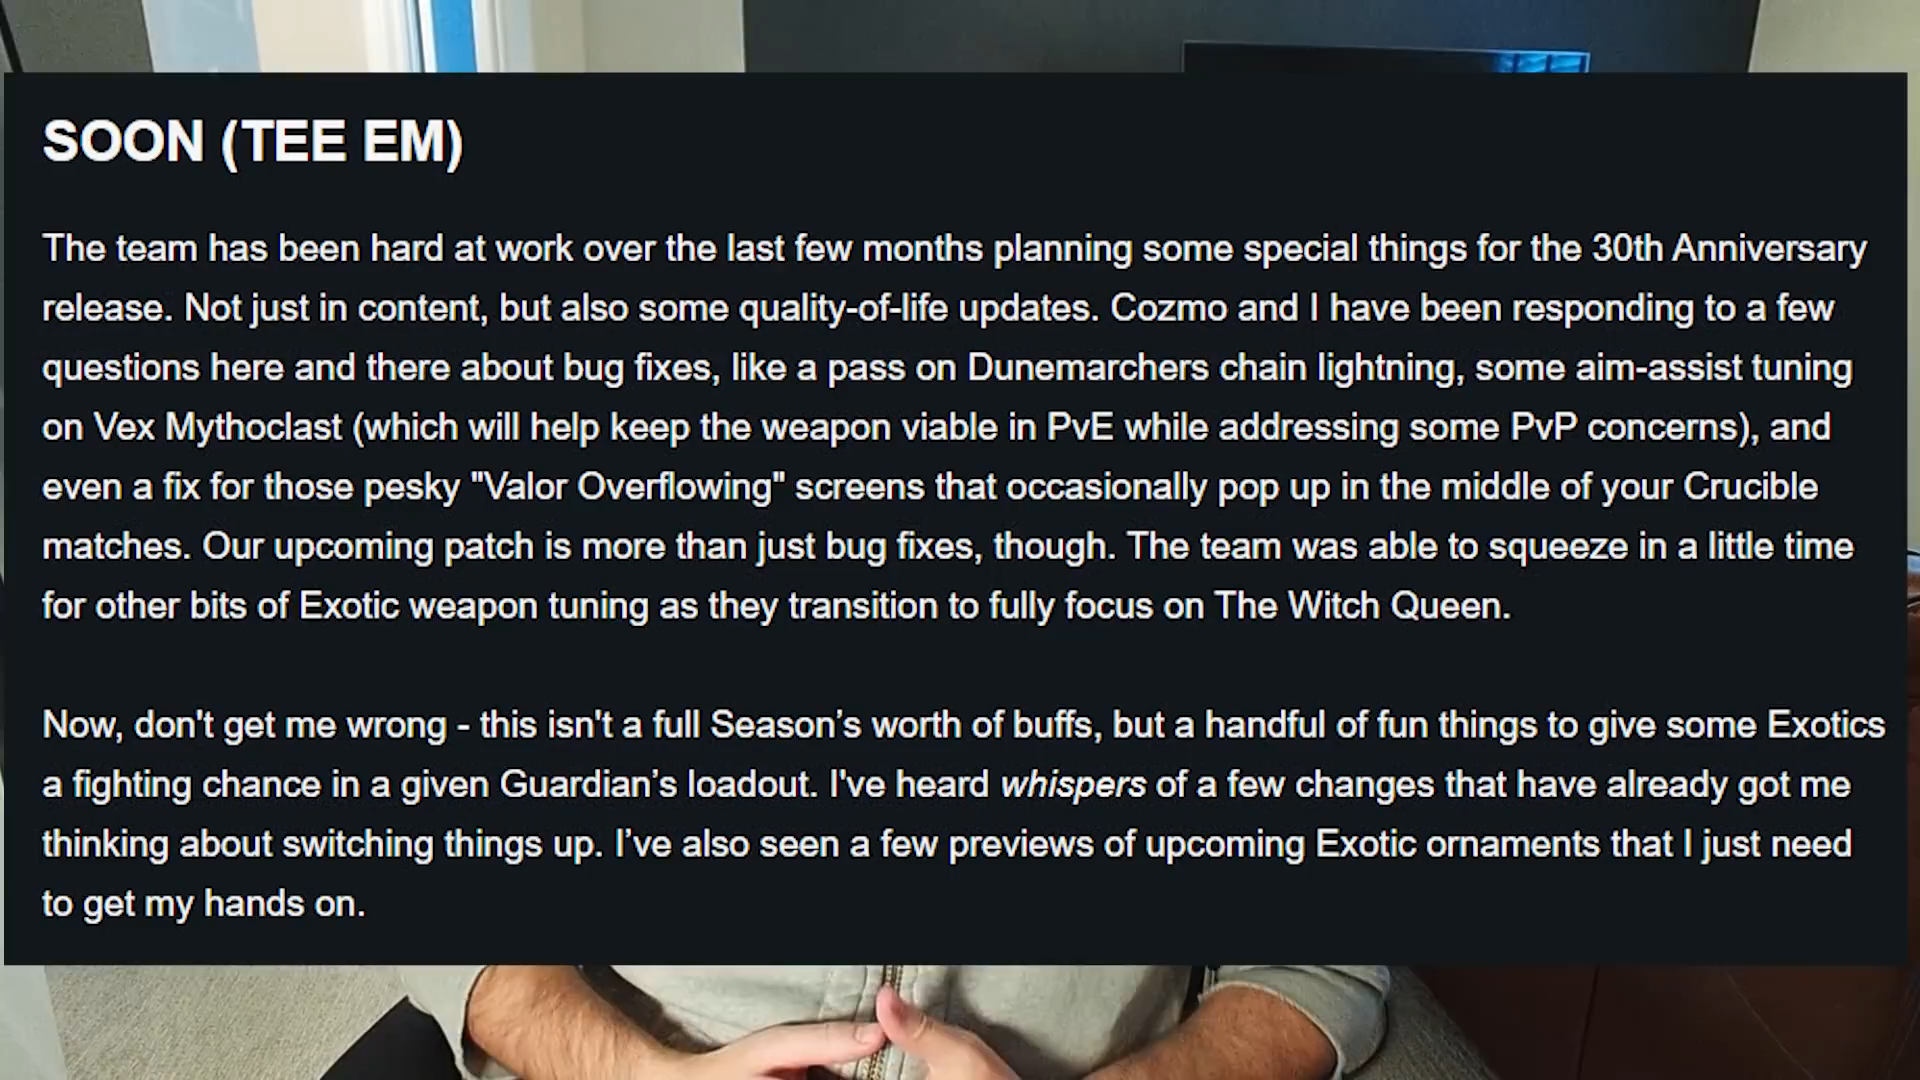 SOON (TEE EM)
The team has been hard at work over the last few months planning some special things for the 30th Anniversary
release. Not just in content, but also some quality-of-life updates. Cozmo and I have been responding to a few
questions here and there about bug fixes, like a pass on Dunemarchers chain lightning, some aim-assist tuning
on Vex Mythoclast (which will help keep the weapon viable in PvE while addressing some PvP concerns), and
even a fix for those pesky "Valor Overflowing" screens that occasionally pop up in the middle of your Crucible
matches. Our upcoming patch is more than just bug fixes, though. The team was able to squeeze in a little time
for other bits of Exotic weapon tuning as they transition to fully focus on The Witch Queen.
Now, don't get me wrong - this isn't a full Season’s worth of buffs, but a handful of fun things to give some Exotics
a fighting chance in a given Guardian’s loadout. I've heard whispers of a few changes that have already got me
thinking about switching things up. I’ve also seen a few previews of upcoming Exotic ornaments that I just need
to get my hands on.